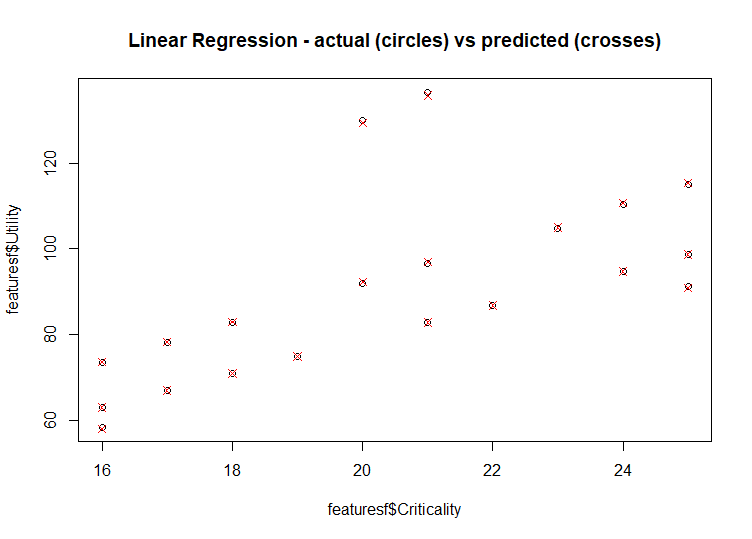 Linear Regression - actual (circles) vs predicted (crosses)
120
100
80
60
featuresf$Utility
16 18 20 22 24
featuresf$Criticality